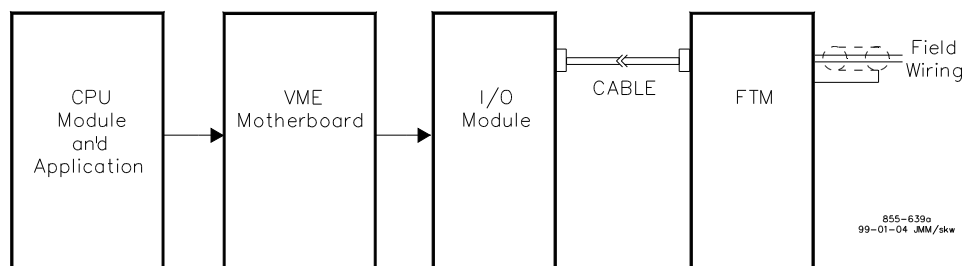 CPU
Module
and
Application
VME
Motherboard
I/O
Module
CABLE
FTM
Field
Wiring
855-639a
99-01-04 JMM/skw